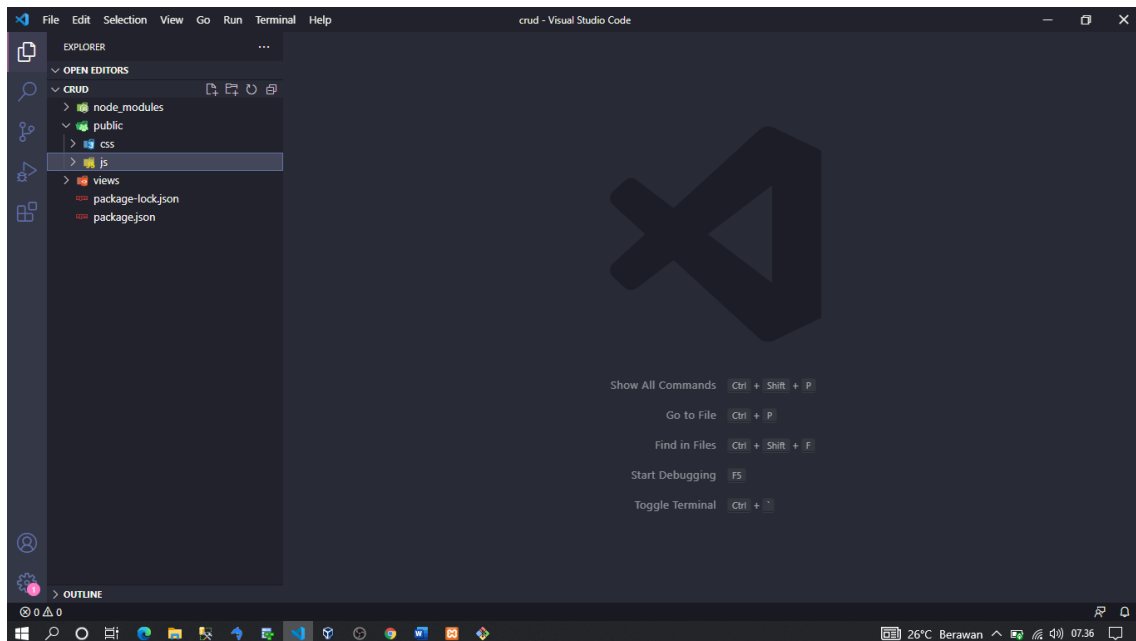 File Edit Selection View Go Run Terminal Help crud - Visual Studio Code
EXPLORER
OPEN EDITORS
CRUD
node_modules
public
css
js
views
package-lock.json
package.json
Show All Commands Ctrl + Shift + P
Go to File Ctrl + P
Find in Files Ctrl + Shift + F
Start Debugging F5
Toggle Terminal Ctrl + `
1
OUTLINE
0 0
26°C Berawan 07.36